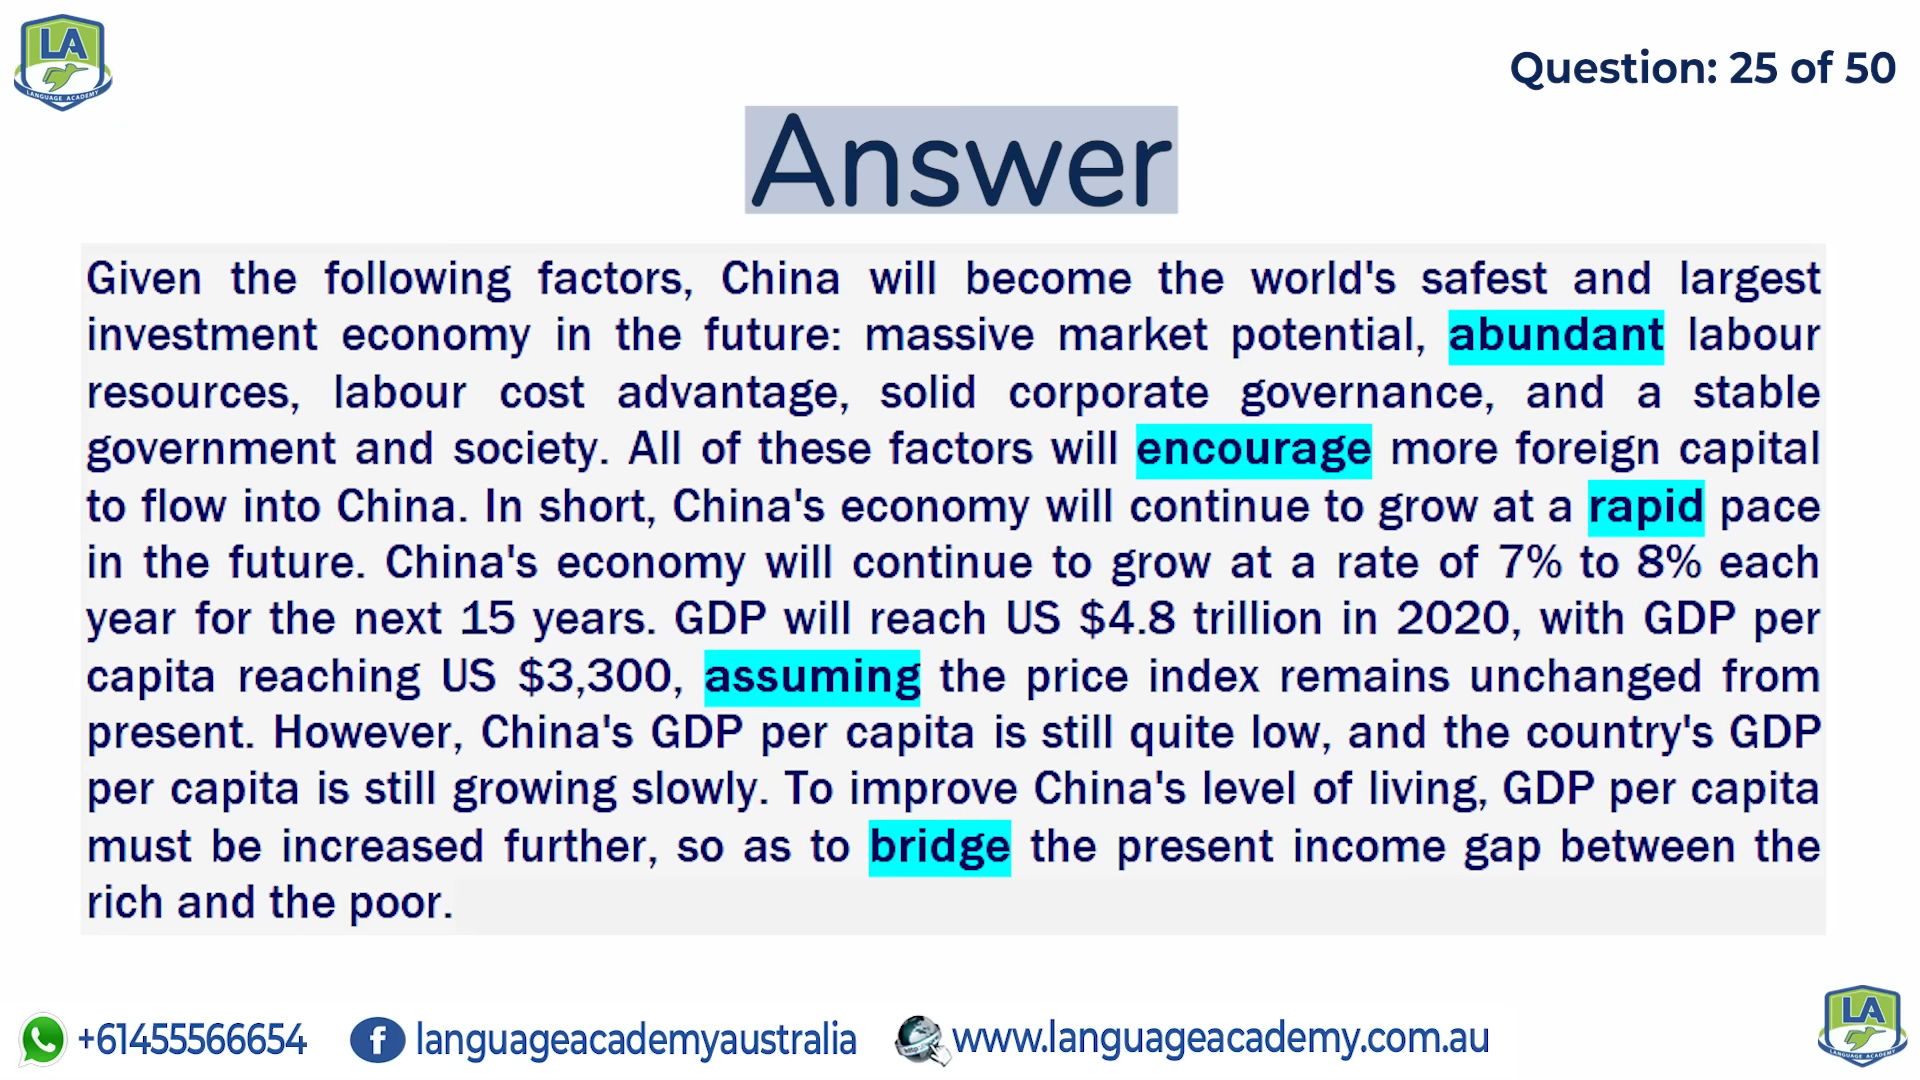 LA
LANGUAGE ACADEMY
Question: 25 of 50
Answer
Given the following factors, China will become the world's safest and largest
investment economy in the future: massive market potential, abundant labour
resources, labour cost advantage, solid corporate governance, and a stable
government and society. All of these factors will encourage more foreign capital
to flow into China. In short, China's economy will continue to grow at a rapid pace
in the future. China's economy will continue to grow at a rate of 7% to 8% each
year for the next 15 years. GDP will reach US $4.8 trillion in 2020, with GDP per
capita reaching US $3,300, assuming the price index remains unchanged from
present. However, China's GDP per capita is still quite low, and the country's GDP
per capita is still growing slowly. To improve China's level of living, GDP per capita
must be increased further, so as to bridge the present income gap between the
rich and the poor.
+61455566654
languageacademyaustralia
http
www.languageacademy.com.au
LA
LANGUAGE ACADEMY